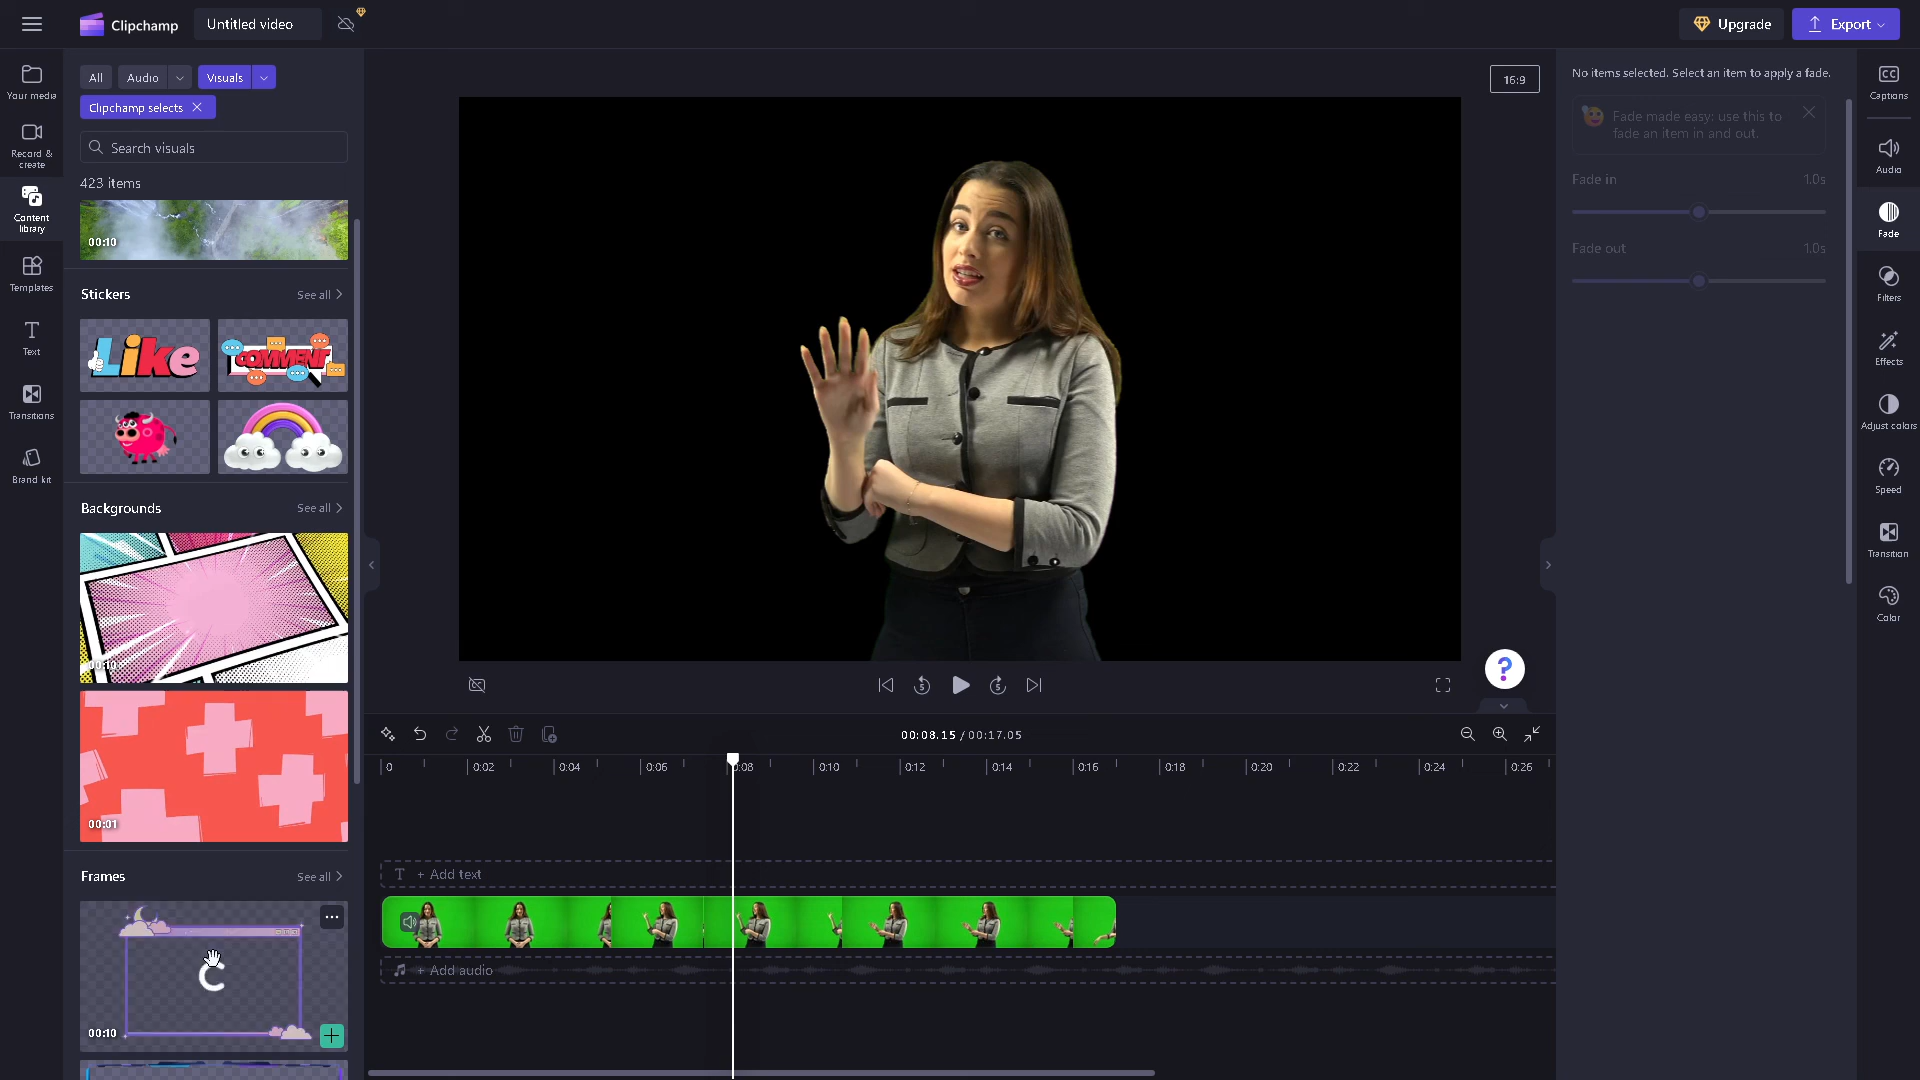 Clipchamp
Untitled video
Upgrade
Export
Your media
Record & create
Content library
Templates
Text
Transitions
Brand kit
All
Audio
Visuals
Clipchamp selects
Search visuals
423 items
00:10
Stickers
See all
Like
COMMENT
Backgrounds
See all
00:10
00:01
Frames
See all
00:10
16:9
5
5
?
00:08.15 / 00:17.05
0
0:02
0:04
0:06
0:08
0:10
0:12
0:14
0:16
0:18
0:20
0:22
0:24
0:26
T + Add text
+ Add audio
No items selected. Select an item to apply a fade.
Fade made easy: use this to
fade an item in and out.
Fade in 1.0s
Fade out 1.0s
CC
Captions
Audio
Fade
Filters
Effects
Adjust colors
Speed
Transition
Color